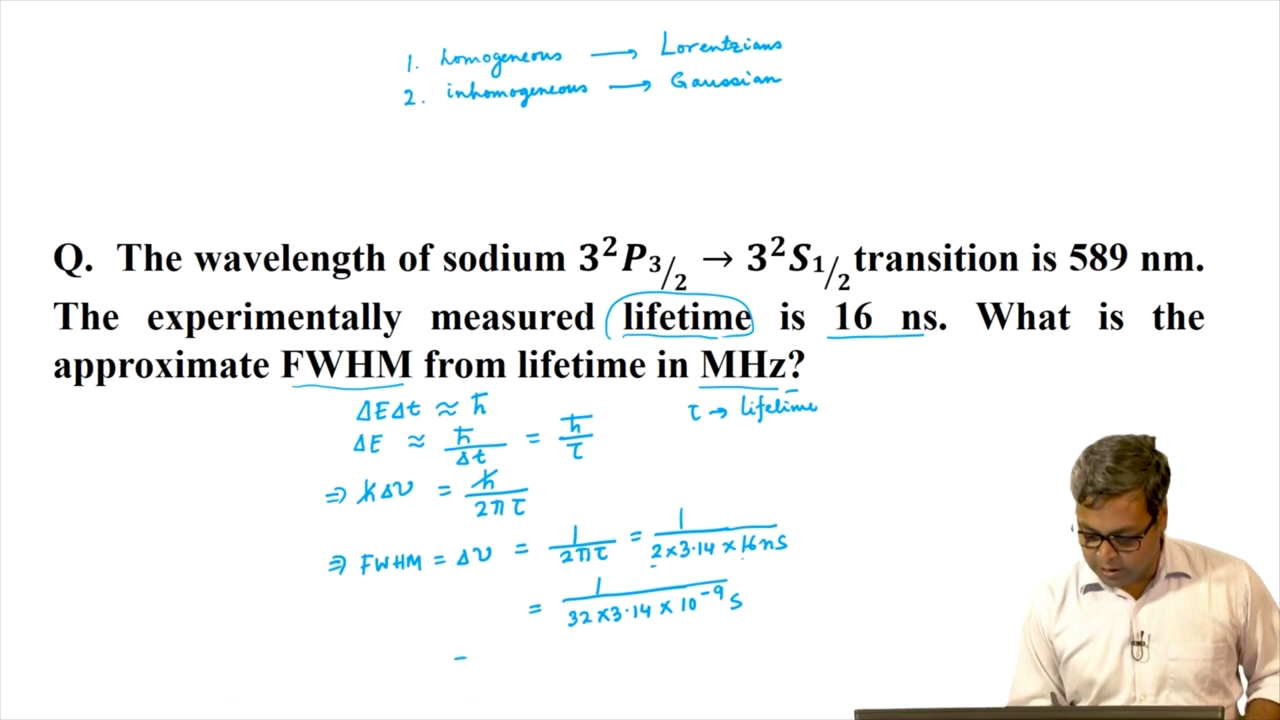 1. homogeneous → Lorentzians
2. inhomogeneous → Gaussian
Q. The wavelength of sodium 3²P₃/₂ → 3²S₁/₂ transition is 589 nm.
The experimentally measured lifetime is 16 ns. What is the
approximate FWHM from lifetime in MHz?
ΔEΔt ≈ ħ
τ → lifetime
ΔE ≈ ħ/Δt = ħ/τ
⇒ hΔν = h/2πτ
⇒ FWHM = Δν = 1/2πτ = 1/2×3.14×16ns
= 1/32×3.14×10⁻⁹ s
=